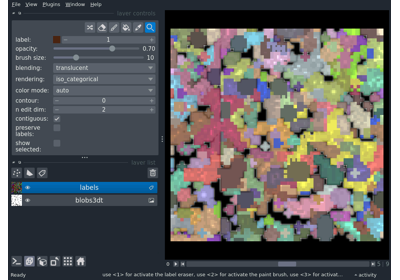 File View Plugins Window Help
layer controls
label: 1
opacity: 0.70
brush size: 10
blending: translucent
rendering: iso_categorical
color mode: auto
contour: 0
n edit dim: 2
contiguous:
preserve
labels:
show
selected:
layer list
labels
blobs3dt
Ready
use <1> for activate the label eraser, use <2> for activate the paint brush, use <3> for activat...
activity